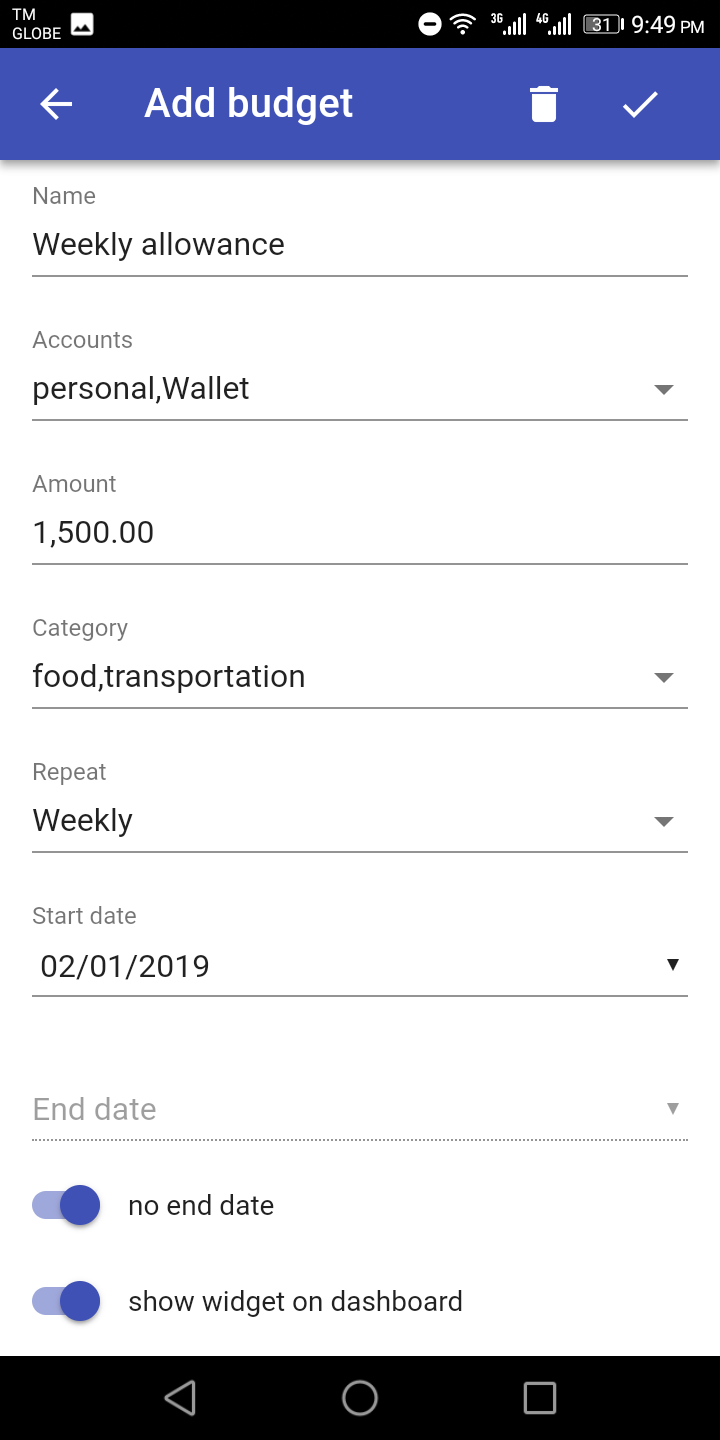 TM
GLOBE
3G 4G 31 9:49 PM
Add budget
Name
Weekly allowance
Accounts
personal,Wallet
Amount
1,500.00
Category
food,transportation
Repeat
Weekly
Start date
02/01/2019
End date
no end date
show widget on dashboard